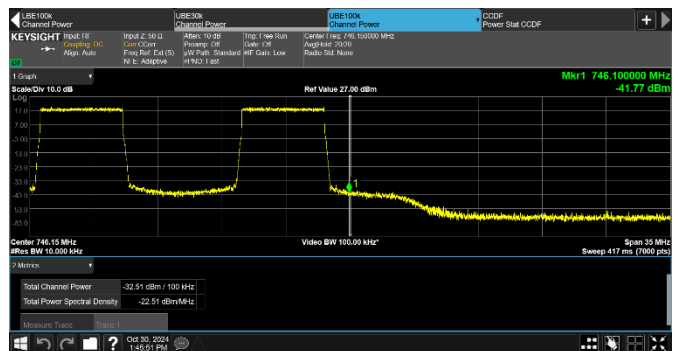 LBE100k
Channel Power
UBE30k
Channel Power
UBE100k
Channel Power
CCDF
Power Stat CCDF
KEYSIGHT
Input: RF
Coupling: DC
Align: Auto
Input Z: 50 Ω
Corr CCorr
Freq Ref: Ext (S)
NFE: Adaptive
Atten: 10 dB
Preamp: Off
µW Path: Standard
#PNO: Fast
Trig: Free Run
Gate: Off
#IF Gain: Low
Center Freq: 746.150000 MHz
Avg|Hold: 20/20
Radio Std: None
1 Graph
Mkr1 746.100000 MHz
-41.77 dBm
Scale/Div 10.0 dB
Ref Value 27.00 dBm
Log
17.0
7.00
-3.00
-13.0
-23.0
-33.0
-43.0
-53.0
-63.0
1
Center 746.15 MHz
Video BW 100.00 kHz*
Span 35 MHz
#Res BW 10.000 kHz
Sweep 417 ms (7000 pts)
2 Metrics
Total Channel Power -32.51 dBm / 100 kHz
Total Power Spectral Density -22.51 dBm/MHz
Measure Trace Trace 1
Oct 30, 2024
1:45:51 PM